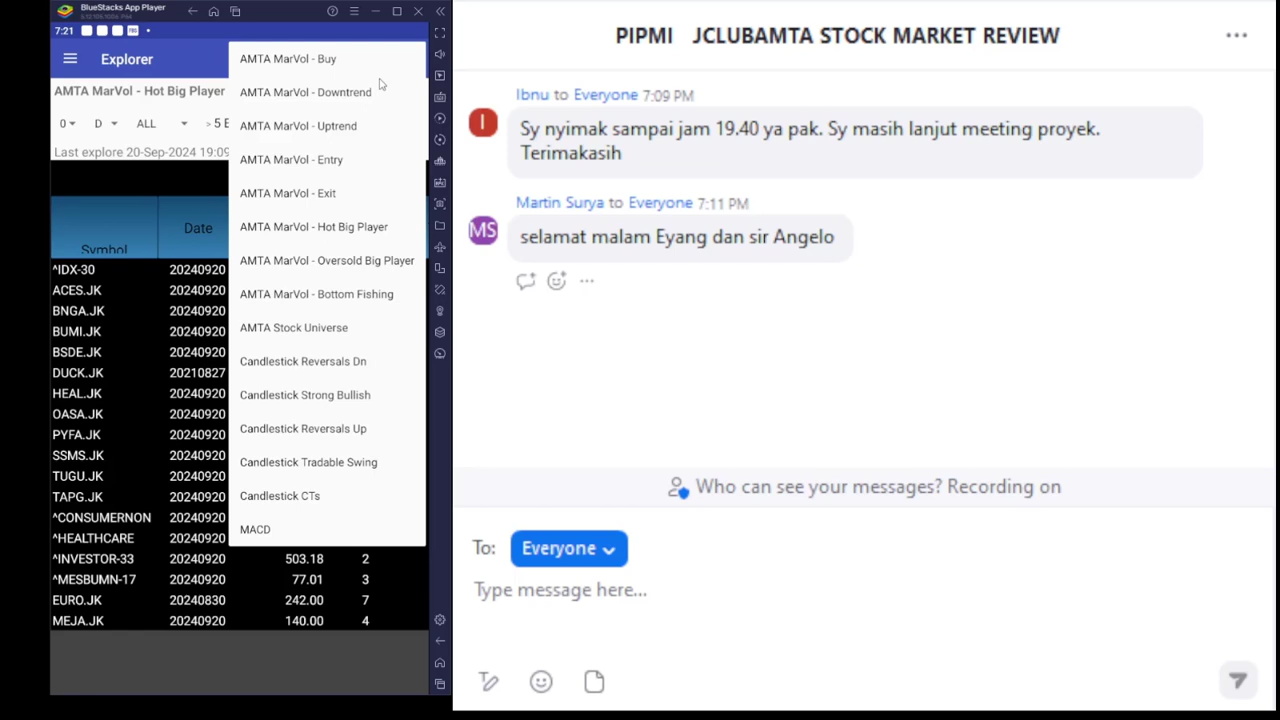 BlueStacks App Player
7:21
Explorer
AMTA MarVol - Hot Big Player
0
D
ALL
> 5 E
Last explore 20-Sep-2024 19:09
Symbol
Date
^IDX-30 20240920
ACES.JK 20240920
BNGA.JK 20240920
BUMI.JK 20240920
BSDE.JK 20240920
DUCK.JK 20210827
HEAL.JK 20240920
OASA.JK 20240920
PYFA.JK 20240920
SSMS.JK 20240920
TUGU.JK 20240920
TAPG.JK 20240920
^CONSUMERNON 20240920
^HEALTHCARE 20240920
^INVESTOR-33 20240920 503.18 2
^MESBUMN-17 20240920 77.01 3
EURO.JK 20240830 242.00 7
MEJA.JK 20240920 140.00 4
AMTA MarVol - Buy
AMTA MarVol - Downtrend
AMTA MarVol - Uptrend
AMTA MarVol - Entry
AMTA MarVol - Exit
AMTA MarVol - Hot Big Player
AMTA MarVol - Oversold Big Player
AMTA MarVol - Bottom Fishing
AMTA Stock Universe
Candlestick Reversals Dn
Candlestick Strong Bullish
Candlestick Reversals Up
Candlestick Tradable Swing
Candlestick CTs
MACD
PIPMI JCLUBAMTA STOCK MARKET REVIEW
Ibnu to Everyone 7:09 PM
I
Sy nyimak sampai jam 19.40 ya pak. Sy masih lanjut meeting proyek.
Terimakasih
Martin Surya to Everyone 7:11 PM
MS
selamat malam Eyang dan sir Angelo
Who can see your messages? Recording on
To: Everyone
Type message here...